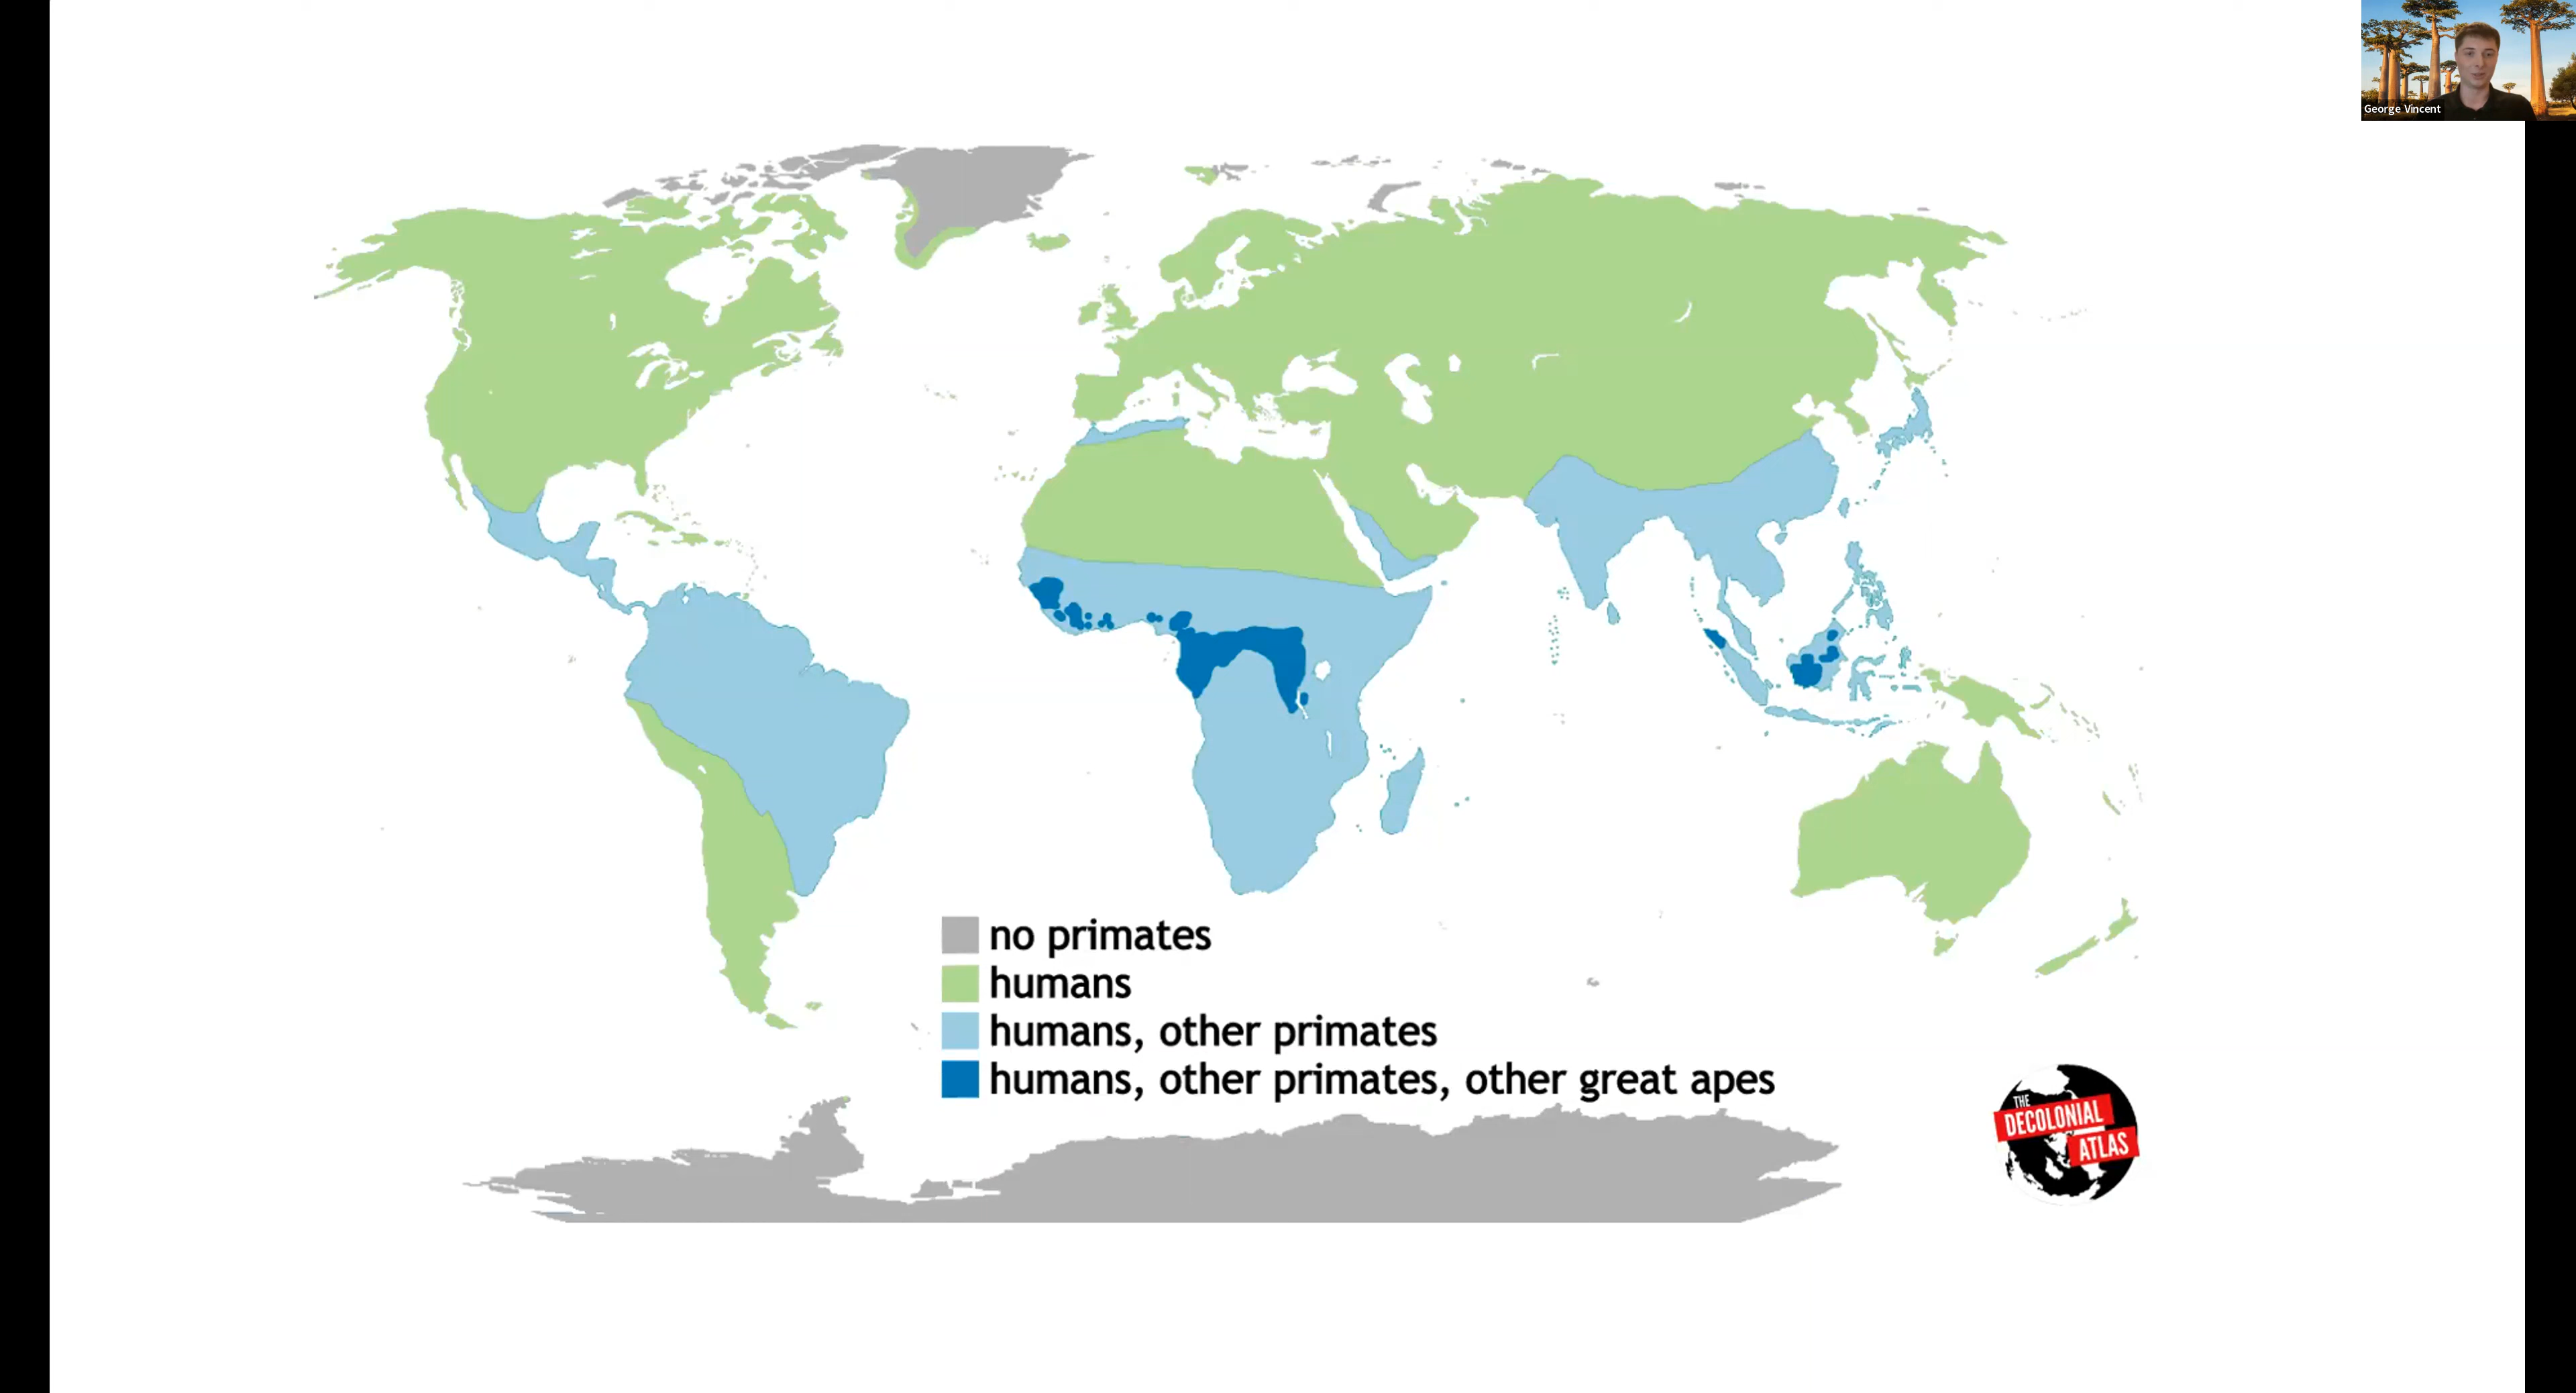 George Vincent
no primates
humans
humans, other primates
humans, other primates, other great apes
THE
DECOLONIAL
ATLAS